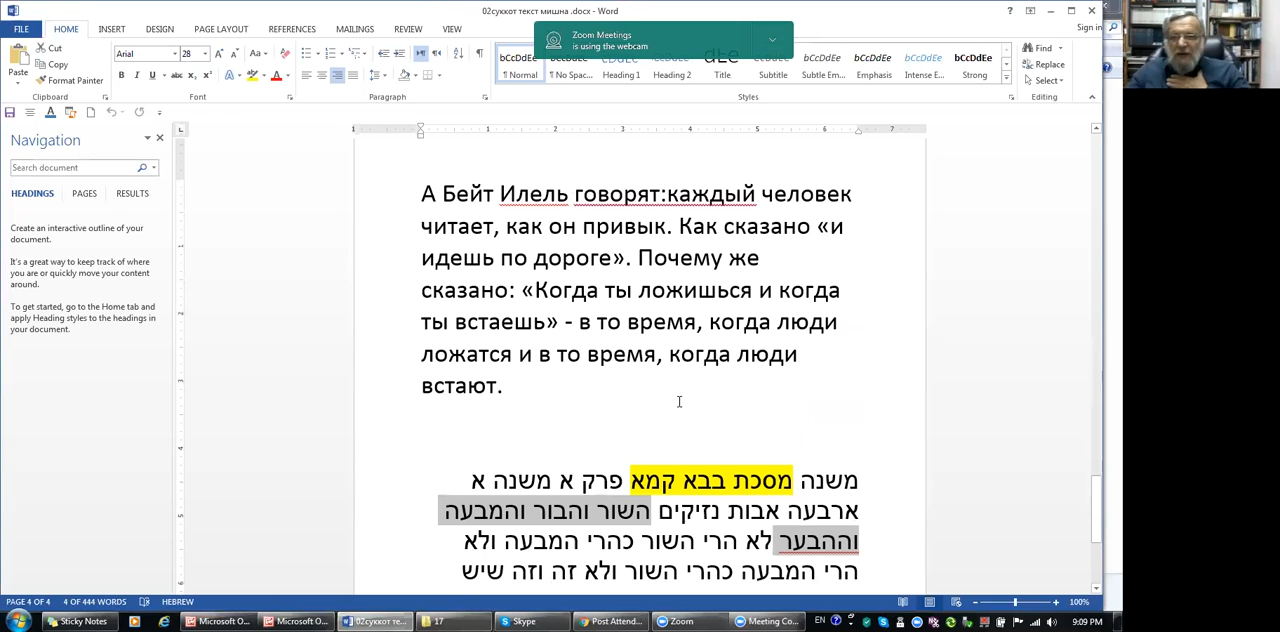 02суккот текст мишна .docx - Word
Sign in
FILE HOME INSERT DESIGN PAGE LAYOUT REFERENCES MAILINGS REVIEW VIEW
Zoom Meetings
is using the webcam
Paste
Cut
Copy
Format Painter
Clipboard
Arial 28
Font
Paragraph
¶ Normal
¶ No Spac...
Heading 1
Heading 2
Title
Subtitle
Subtle Em...
Emphasis
Intense E...
Strong
Styles
Find
Replace
Select
Editing
Navigation
Search document
HEADINGS PAGES RESULTS
Create an interactive outline of your
document.
It's a great way to keep track of where
you are or quickly move your content
around.
To get started, go to the Home tab and
apply Heading styles to the headings in
your document.
А Бейт Илель говорят:каждый человек
читает, как он привык. Как сказано «и
идешь по дороге». Почему же
сказано: «Когда ты ложишься и когда
ты встаешь» - в то время, когда люди
ложатся и в то время, когда люди
встают.
משנה מסכת בבא קמא פרק א משנה א
ארבעה אבות נזיקים השור והבור והמבעה
וההבער לא הרי השור כהרי המבעה ולא
הרי המבעה כהרי השור ולא זה וזה שיש
PAGE 4 OF 4 4 OF 444 WORDS HEBREW 100%
Sticky Notes Microsoft O... Microsoft O... 02суккот те... 17 Skype Post Attend... Zoom Meeting Co... EN 9:09 PM